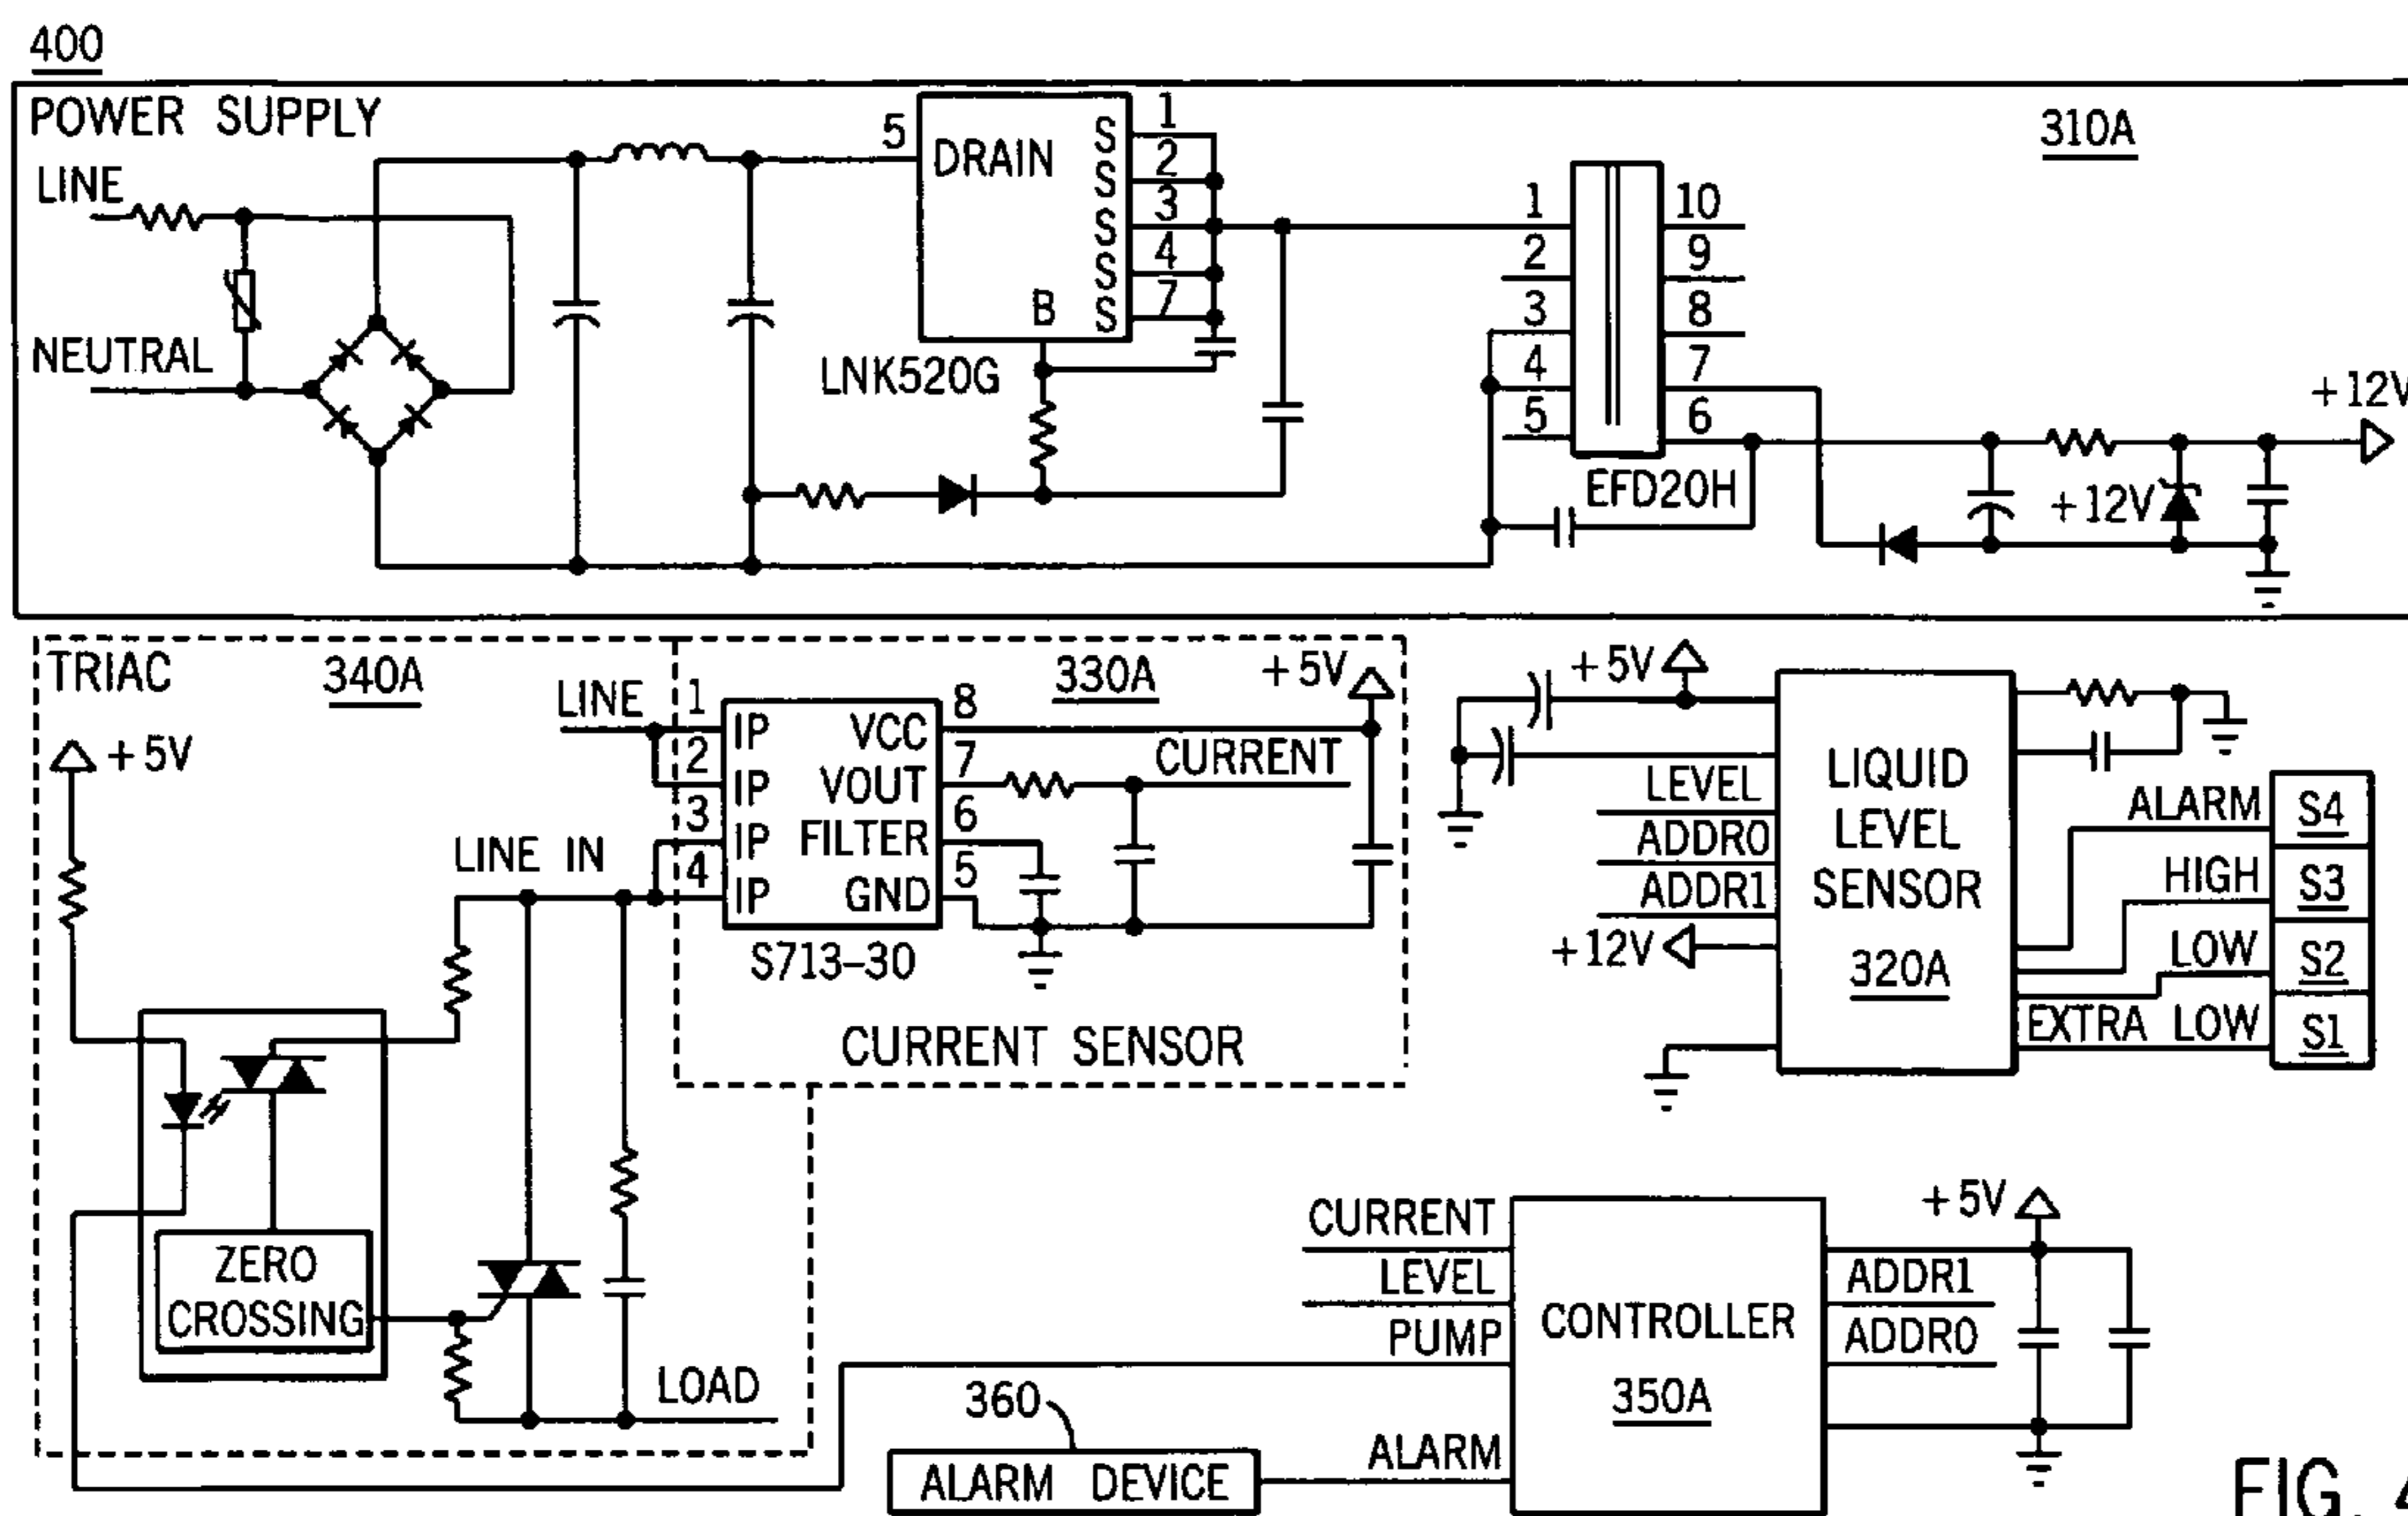 400
POWER SUPPLY
310A
LINE
NEUTRAL
5
DRAIN
S 1
S 2
S 3
S 4
S 7
B
LNK520G
1
2
3
4
5
10
9
8
7
6
EFD20H
+12V
+12V
TRIAC
340A
+5V
LINE
LINE IN
1
2
3
4
IP
IP
IP
IP
VCC
VOUT
FILTER
GND
8
7
6
5
S713-30
330A
+5V
CURRENT
CURRENT SENSOR
ZERO
CROSSING
LOAD
+5V
LEVEL
ADDR0
ADDR1
+12V
LIQUID
LEVEL
SENSOR
320A
ALARM
HIGH
LOW
EXTRA LOW
S4
S3
S2
S1
CURRENT
LEVEL
PUMP
ALARM
CONTROLLER
350A
+5V
ADDR1
ADDR0
360
ALARM DEVICE
FIG. 4